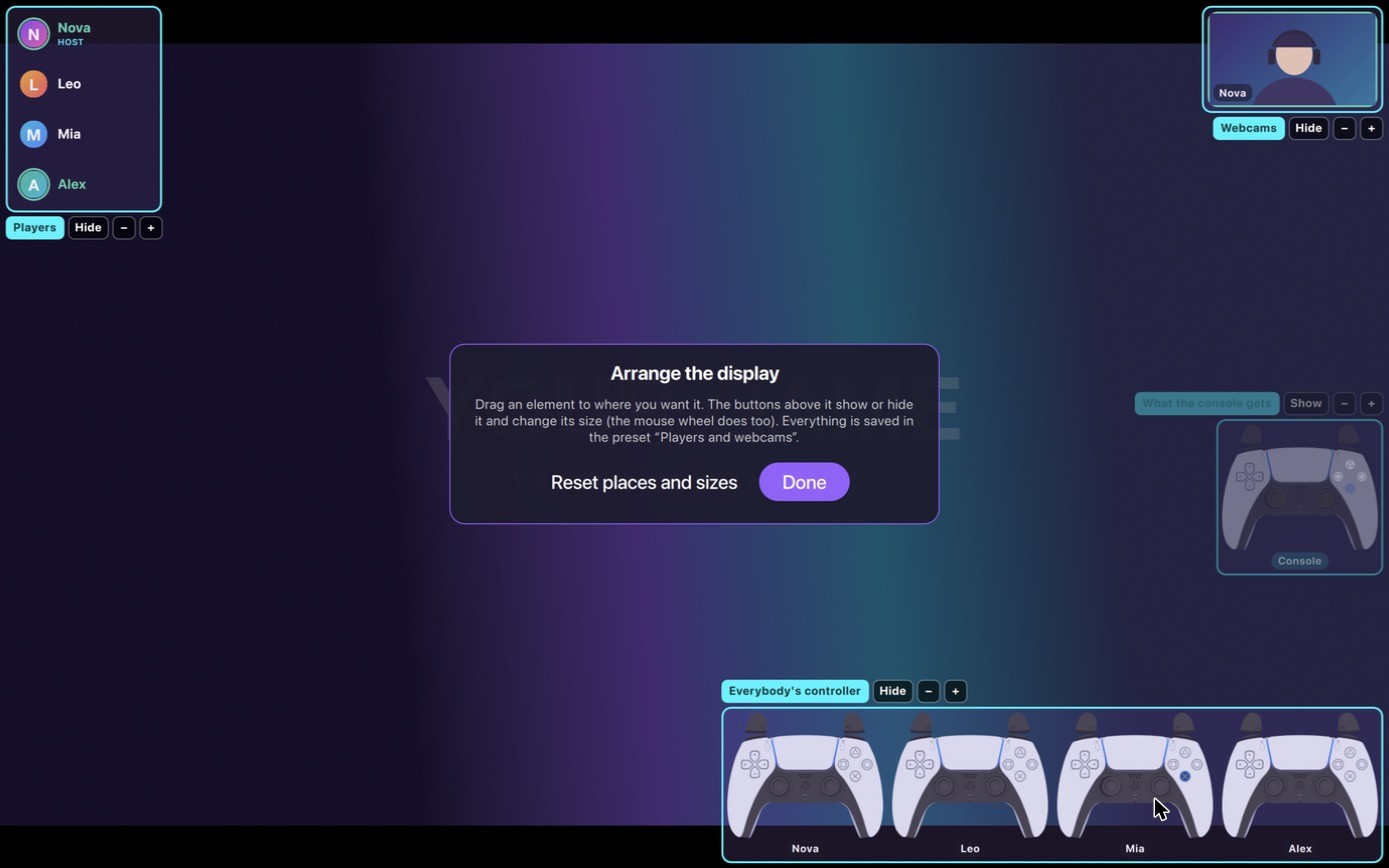 N Nova
HOST
L Leo
M Mia
A Alex
Players Hide − +
Nova
Webcams Hide − +
Arrange the display
Drag an element to where you want it. The buttons above it show or hide
it and change its size (the mouse wheel does too). Everything is saved in
the preset “Players and webcams”.
Reset places and sizes Done
What the console gets Show − +
Console
Everybody's controller Hide − +
Nova Leo Mia Alex